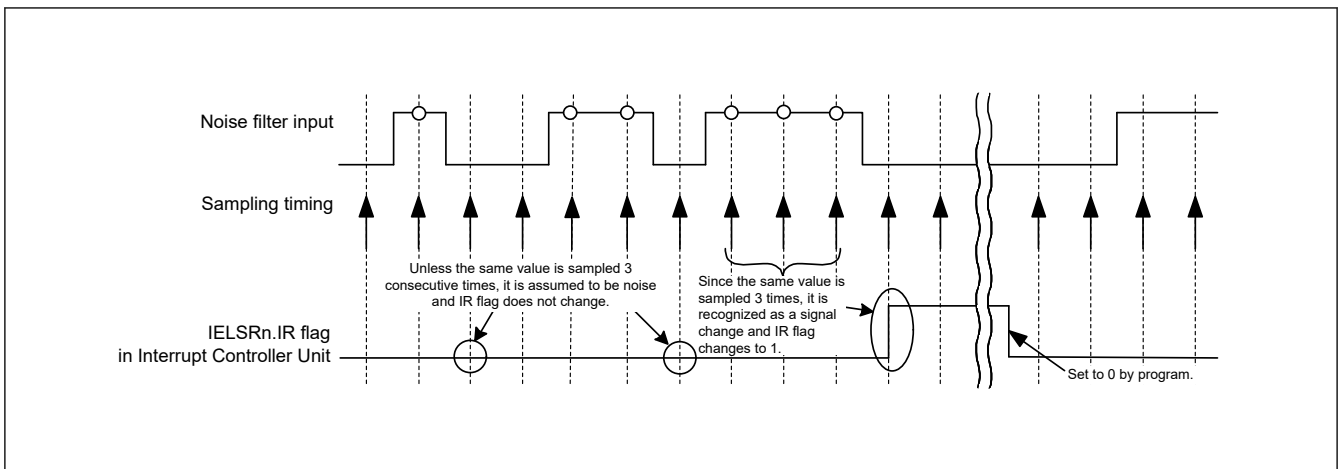 Noise filter input
Sampling timing
Unless the same value is sampled 3
consecutive times, it is assumed to be noise
and IR flag does not change.
Since the same value is
sampled 3 times, it is
recognized as a signal
change and IR flag
changes to 1.
IELSRn.IR flag
in Interrupt Controller Unit
Set to 0 by program.